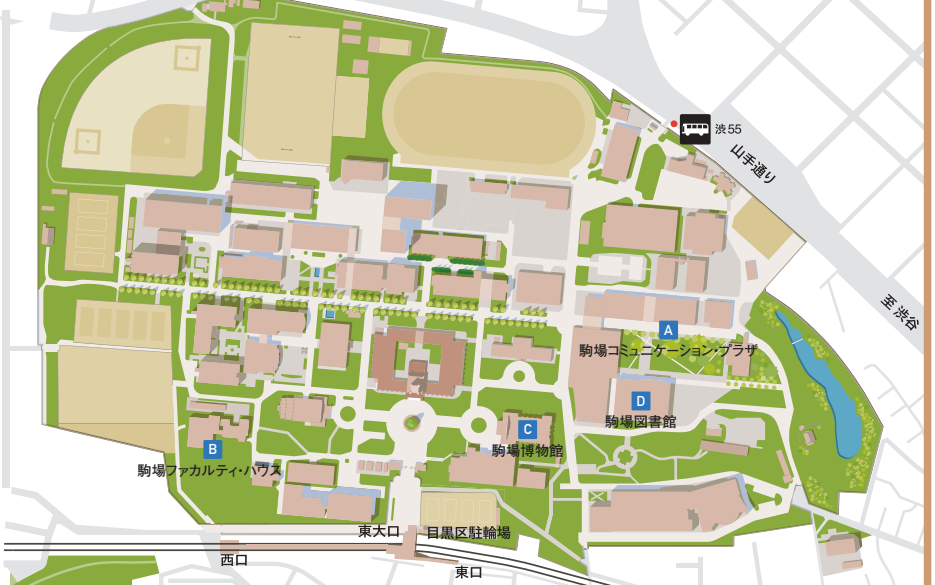 渋55
山手通り
至 渋谷
A
駒場コミュニケーション・プラザ
D
駒場図書館
C
駒場博物館
B
駒場ファカルティ・ハウス
東大口
目黒区駐輪場
西口
東口